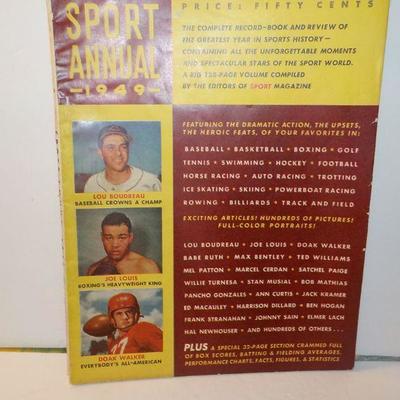 SPORT
ANNUAL
—1949—
PRICE: FIFTY CENTS
THE COMPLETE RECORD—BOOK AND REVIEW OF
THE GREATEST YEAR IN SPORTS HISTORY—
CONTAINING ALL THE UNFORGETTABLE MOMENTS
AND SPECTACULAR STARS OF THE SPORT WORLD.
A BIG 128-PAGE VOLUME COMPILED
BY THE EDITORS OF SPORT MAGAZINE
LOU BOUDREAU
BASEBALL CROWNS A CHAMP
JOE LOUIS
BOXING'S HEAVYWEIGHT KING
DOAK WALKER
EVERYBODY'S ALL-AMERICAN
FEATURING THE DRAMATIC ACTION, THE UPSETS,
THE HEROIC FEATS, OF YOUR FAVORITES IN:
BASEBALL • BASKETBALL • BOXING • GOLF
TENNIS • SWIMMING • HOCKEY • FOOTBALL
HORSE RACING • AUTO RACING • TROTTING
ICE SKATING • SKIING • POWERBOAT RACING
ROWING • BILLIARDS • TRACK AND FIELD
EXCITING ARTICLES! HUNDREDS OF PICTURES!
FULL-COLOR PORTRAITS!
LOU BOUDREAU • JOE LOUIS • DOAK WALKER
BABE RUTH • MAX BENTLEY • TED WILLIAMS
MEL PATTON • MARCEL CERDAN • SATCHEL PAIGE
WILLIE TURNESA • STAN MUSIAL • BOB MATHIAS
PANCHO GONZALES • ANN CURTIS • JACK KRAMER
ED MACAULEY • HARRISON DILLARD • BEN HOGAN
FRANK STRANAHAN • JOHNNY SAIN • ELMER LACH
HAL NEWHOUSER • AND HUNDREDS OF OTHERS . . .
PLUS A SPECIAL 32-PAGE SECTION CRAMMED FULL
OF BOX SCORES, BATTING & FIELDING AVERAGES,
PERFORMANCE CHARTS, FACTS, FIGURES, & STATISTICS